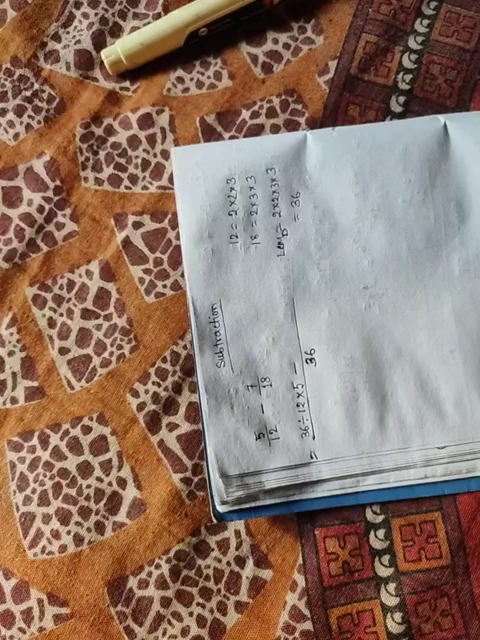 Subtraction
5/12 - 7/18
= 36÷12×5 - / 36
12 = 2×2×3
18 = 2×3×3
= 2×2×3×3
= 36